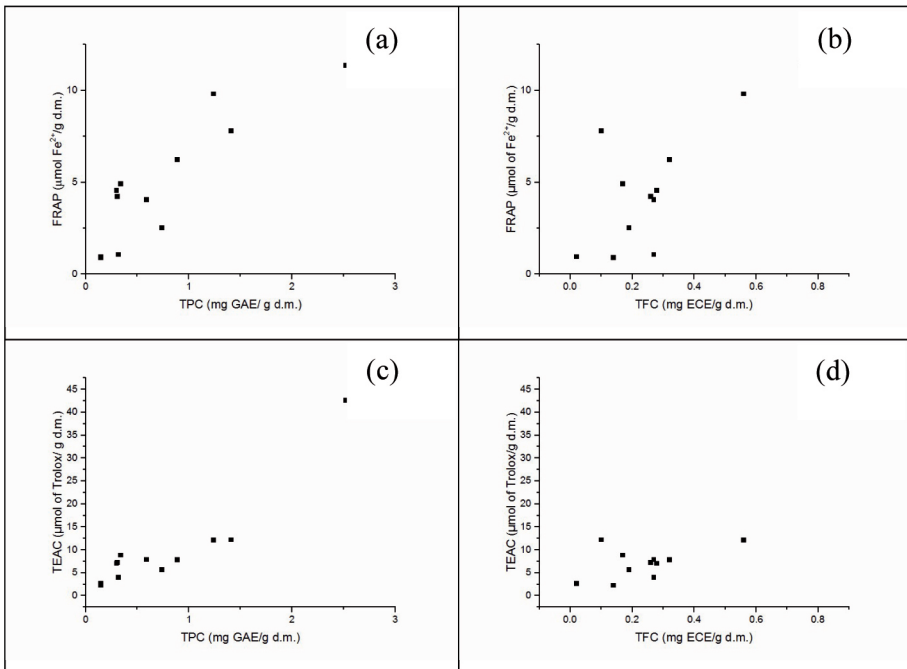 (a)
FRAP (µmol Fe²⁺/g d.m.)
10
5
0
0 1 2 3
TPC (mg GAE/ g d.m.)
(b)
FRAP (µmol of Fe²⁺/g d.m.)
10
5
0
0.0 0.2 0.4 0.6 0.8
TFC (mg ECE/g d.m.)
(c)
TEAC (µmol of Trolox/ g d.m.)
45
40
35
30
25
20
15
10
5
0
0 1 2 3
TPC (mg GAE/g d.m.)
(d)
TEAC (µmol of Trolox/g d.m.)
45
40
35
30
25
20
15
10
5
0
0.0 0.2 0.4 0.6 0.8
TFC (mg ECE/g d.m.)